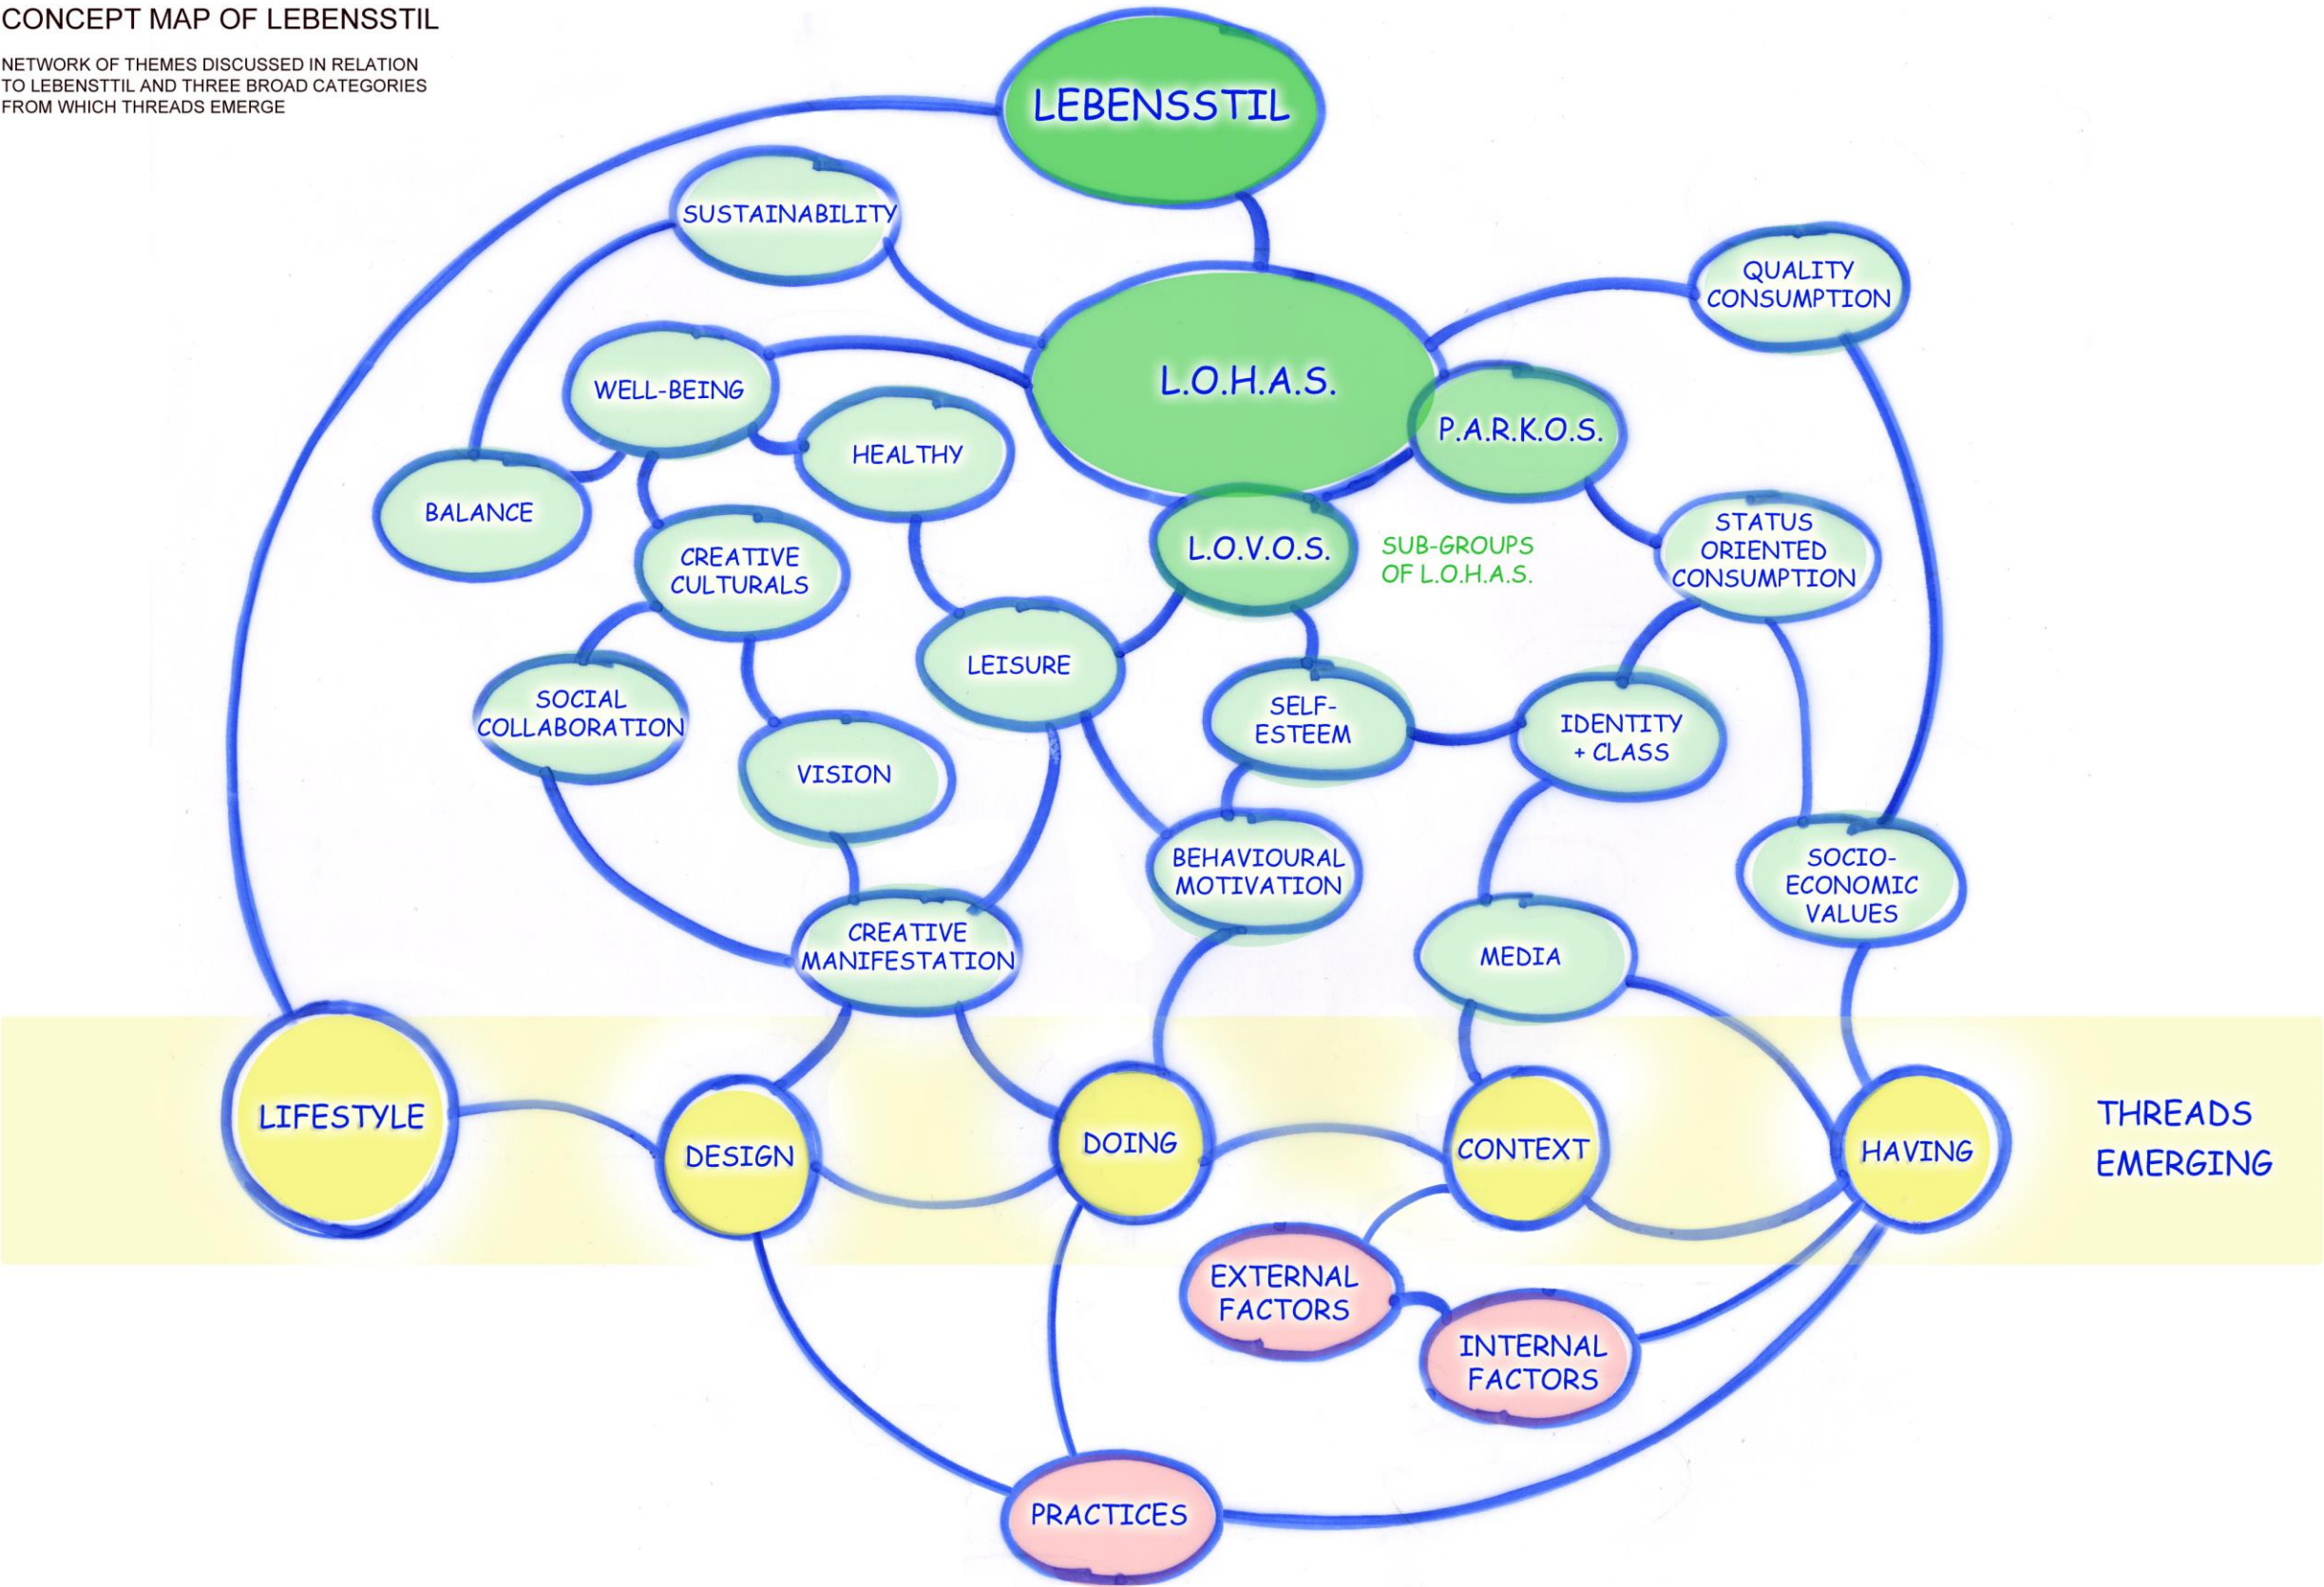 CONCEPT MAP OF LEBENSSTIL
NETWORK OF THEMES DISCUSSED IN RELATION
TO LEBENSTTIL AND THREE BROAD CATEGORIES
FROM WHICH THREADS EMERGE
LEBENSSTIL
SUSTAINABILITY
QUALITY
CONSUMPTION
L.O.H.A.S.
WELL-BEING
P.A.R.K.O.S.
HEALTHY
BALANCE
STATUS
ORIENTED
CONSUMPTION
L.O.V.O.S.
SUB-GROUPS
OF L.O.H.A.S.
CREATIVE
CULTURALS
LEISURE
SOCIAL
COLLABORATION
SELF-
ESTEEM
IDENTITY
+ CLASS
VISION
BEHAVIOURAL
MOTIVATION
SOCIO-
ECONOMIC
VALUES
CREATIVE
MANIFESTATION
MEDIA
LIFESTYLE
DESIGN
DOING
CONTEXT
HAVING
THREADS
EMERGING
EXTERNAL
FACTORS
INTERNAL
FACTORS
PRACTICES